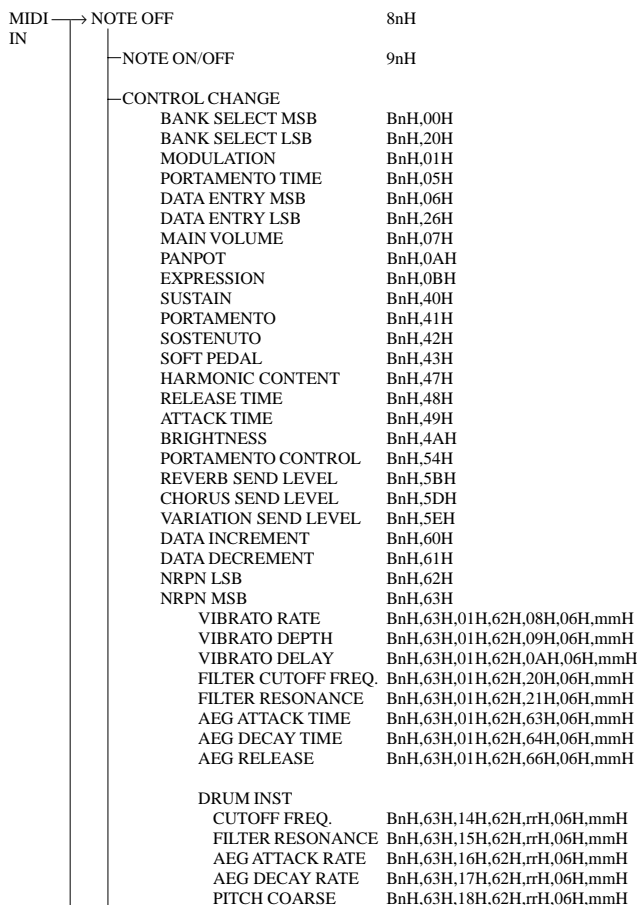 MIDI → NOTE OFF 8nH
IN
NOTE ON/OFF 9nH
CONTROL CHANGE
BANK SELECT MSB BnH,00H
BANK SELECT LSB BnH,20H
MODULATION BnH,01H
PORTAMENTO TIME BnH,05H
DATA ENTRY MSB BnH,06H
DATA ENTRY LSB BnH,26H
MAIN VOLUME BnH,07H
PANPOT BnH,0AH
EXPRESSION BnH,0BH
SUSTAIN BnH,40H
PORTAMENTO BnH,41H
SOSTENUTO BnH,42H
SOFT PEDAL BnH,43H
HARMONIC CONTENT BnH,47H
RELEASE TIME BnH,48H
ATTACK TIME BnH,49H
BRIGHTNESS BnH,4AH
PORTAMENTO CONTROL BnH,54H
REVERB SEND LEVEL BnH,5BH
CHORUS SEND LEVEL BnH,5DH
VARIATION SEND LEVEL BnH,5EH
DATA INCREMENT BnH,60H
DATA DECREMENT BnH,61H
NRPN LSB BnH,62H
NRPN MSB BnH,63H
VIBRATO RATE BnH,63H,01H,62H,08H,06H,mmH
VIBRATO DEPTH BnH,63H,01H,62H,09H,06H,mmH
VIBRATO DELAY BnH,63H,01H,62H,0AH,06H,mmH
FILTER CUTOFF FREQ. BnH,63H,01H,62H,20H,06H,mmH
FILTER RESONANCE BnH,63H,01H,62H,21H,06H,mmH
AEG ATTACK TIME BnH,63H,01H,62H,63H,06H,mmH
AEG DECAY TIME BnH,63H,01H,62H,64H,06H,mmH
AEG RELEASE BnH,63H,01H,62H,66H,06H,mmH
DRUM INST
CUTOFF FREQ. BnH,63H,14H,62H,rrH,06H,mmH
FILTER RESONANCE BnH,63H,15H,62H,rrH,06H,mmH
AEG ATTACK RATE BnH,63H,16H,62H,rrH,06H,mmH
AEG DECAY RATE BnH,63H,17H,62H,rrH,06H,mmH
PITCH COARSE BnH,63H,18H,62H,rrH,06H,mmH